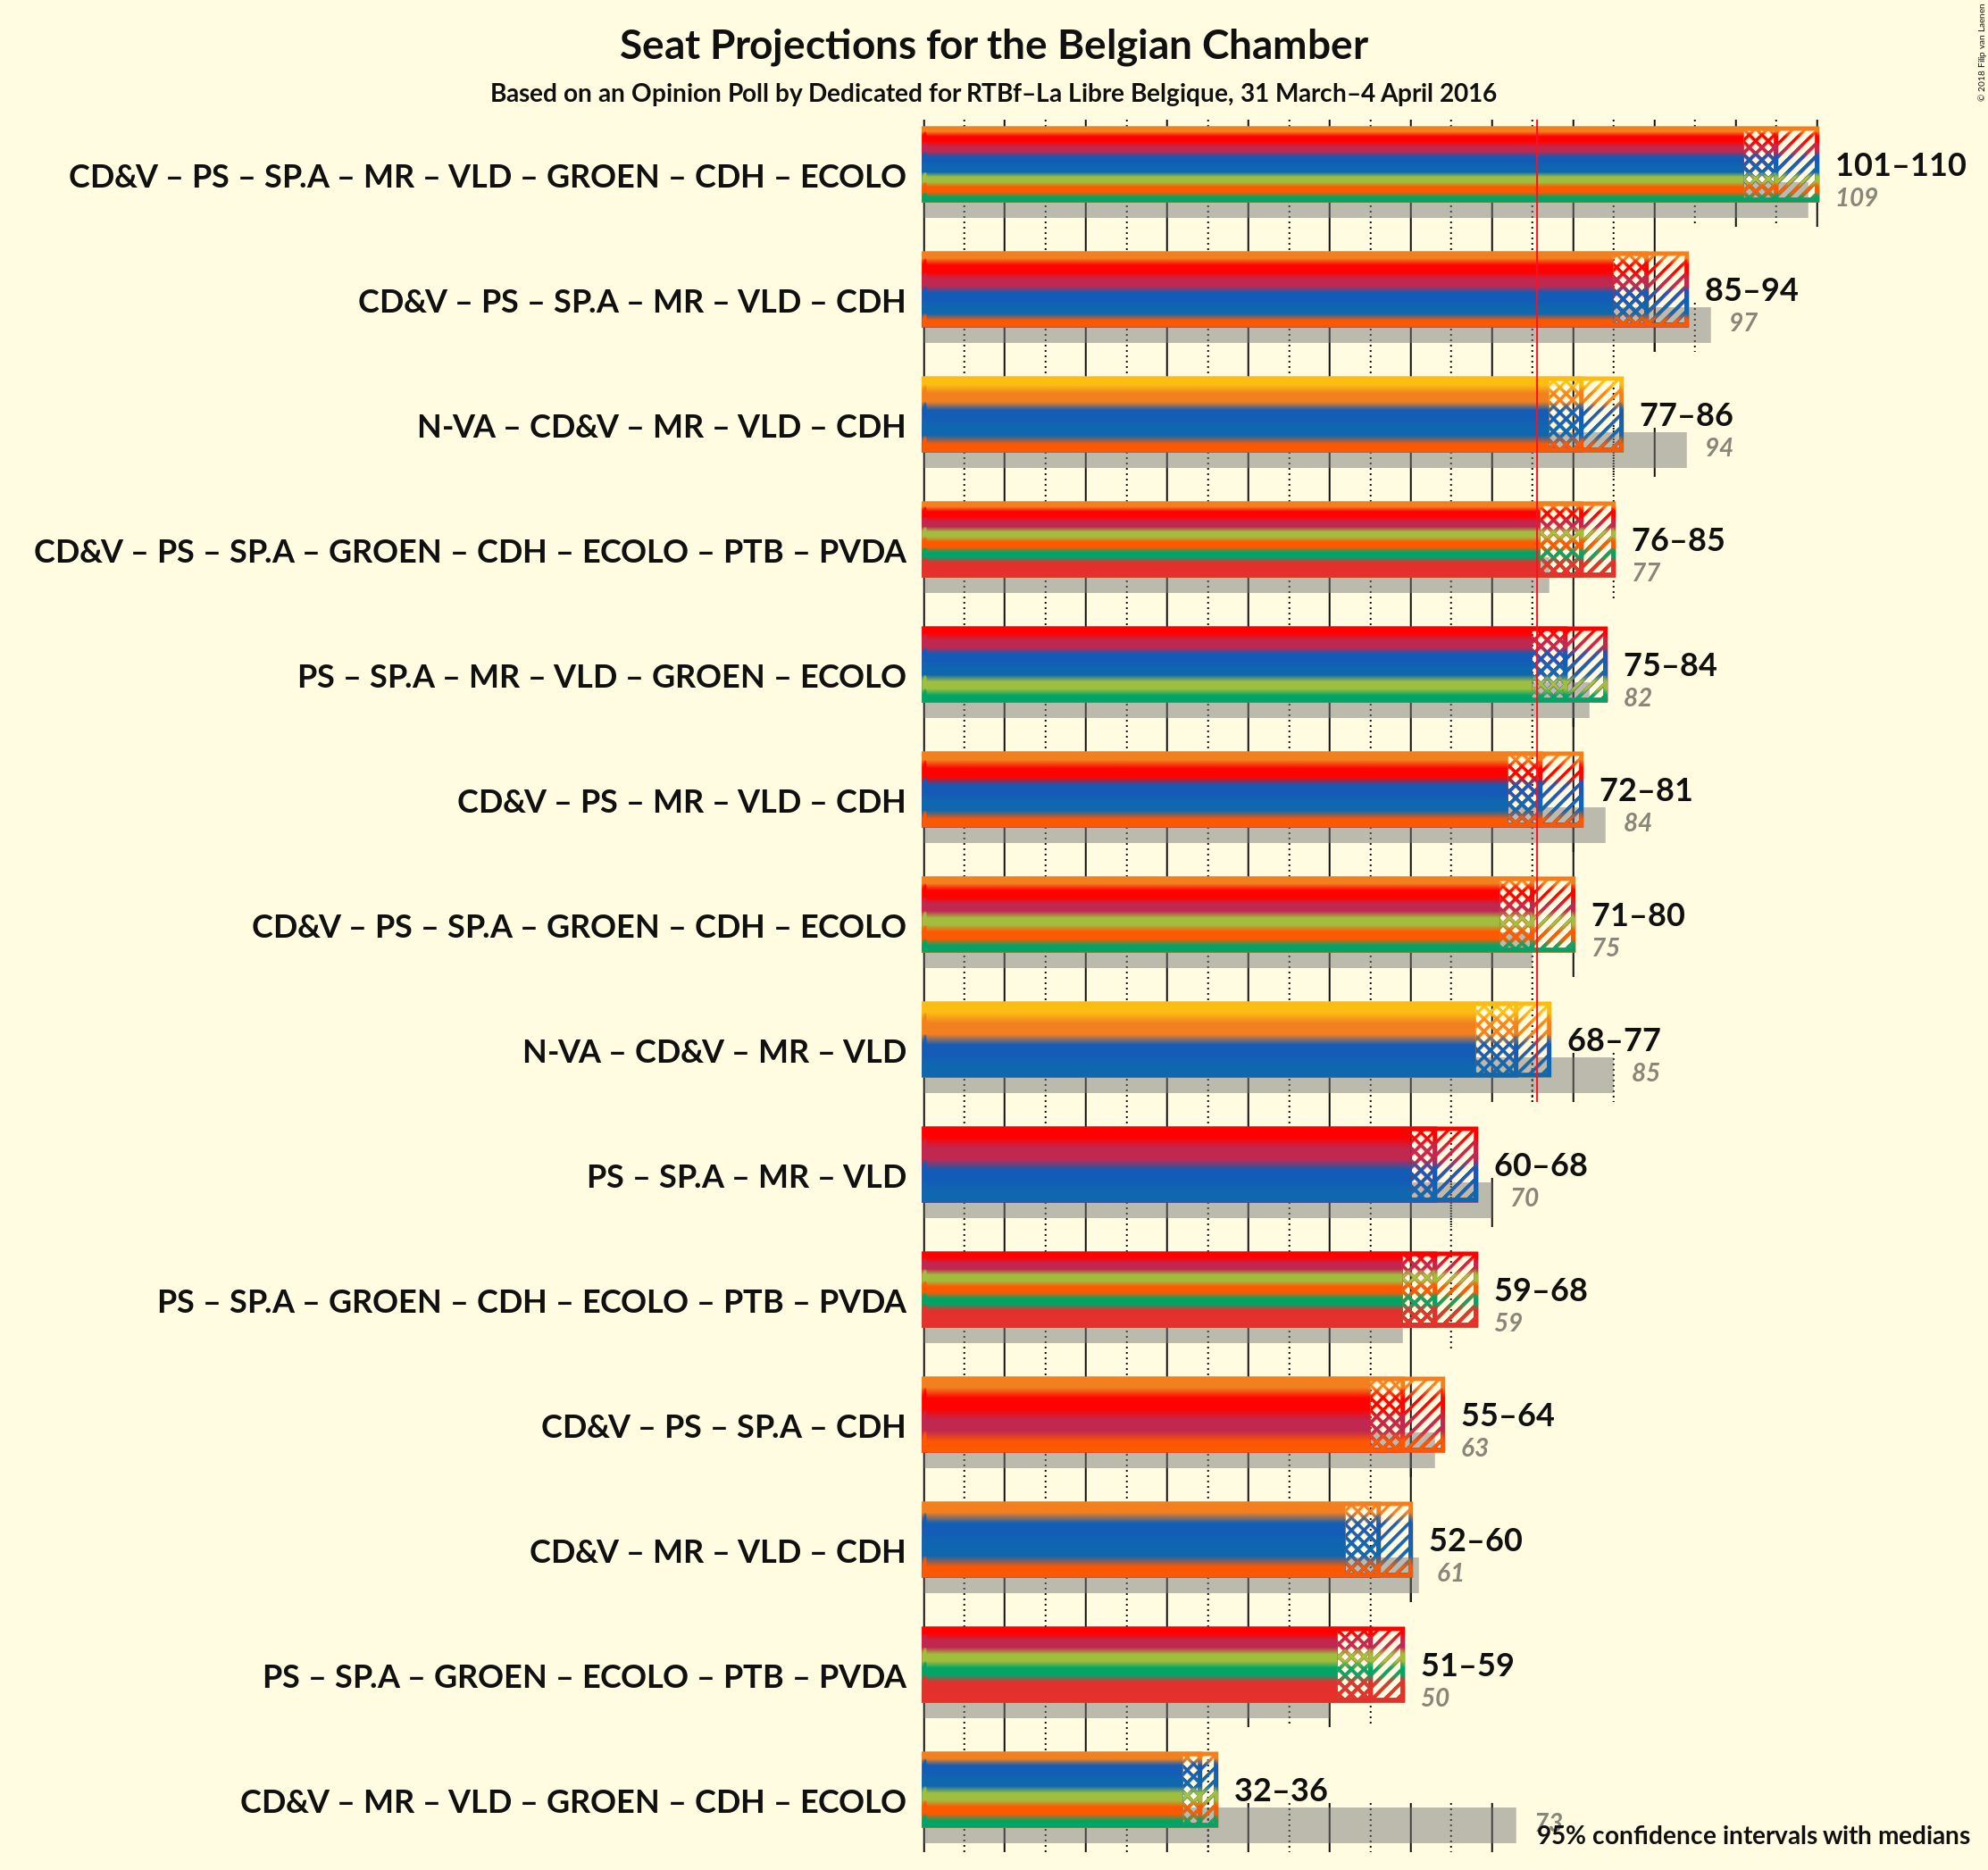 © 2018 Filip van Laenen
Seat Projections for the Belgian Chamber
Based on an Opinion Poll by Dedicated for RTBf–La Libre Belgique, 31 March–4 April 2016
CD&V – PS – SP.A – MR – VLD – GROEN – CDH – ECOLO
101–110
109
CD&V – PS – SP.A – MR – VLD – CDH
85–94
97
N-VA – CD&V – MR – VLD – CDH
77–86
94
CD&V – PS – SP.A – GROEN – CDH – ECOLO – PTB – PVDA
76–85
77
PS – SP.A – MR – VLD – GROEN – ECOLO
75–84
82
CD&V – PS – MR – VLD – CDH
72–81
84
CD&V – PS – SP.A – GROEN – CDH – ECOLO
71–80
75
N-VA – CD&V – MR – VLD
68–77
85
PS – SP.A – MR – VLD
60–68
70
PS – SP.A – GROEN – CDH – ECOLO – PTB – PVDA
59–68
59
CD&V – PS – SP.A – CDH
55–64
63
CD&V – MR – VLD – CDH
52–60
61
PS – SP.A – GROEN – ECOLO – PTB – PVDA
51–59
50
CD&V – MR – VLD – GROEN – CDH – ECOLO
32–36
73
95% confidence intervals with medians